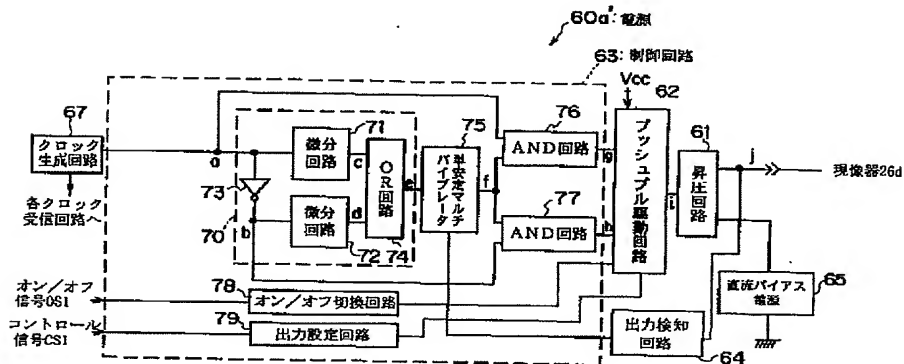 60a': 電源
63: 制御回路
Vcc
62
67
クロック
生成回路
各クロック
受信回路へ
a
73
b
70
71
微分
回路
c
微分
回路
d
72
OR回路
74
e
75
単安定マルチ
バイブレータ
f
76
AND回路
g
77
AND回路
h
プッシュプル駆動回路
i
61
昇圧回路
j
現像器26d
直流バイアス
電源
65
オン/オフ
信号OS1
78
オン/オフ切換回路
コントロール
信号CS1
79
出力設定回路
出力検知
回路
64